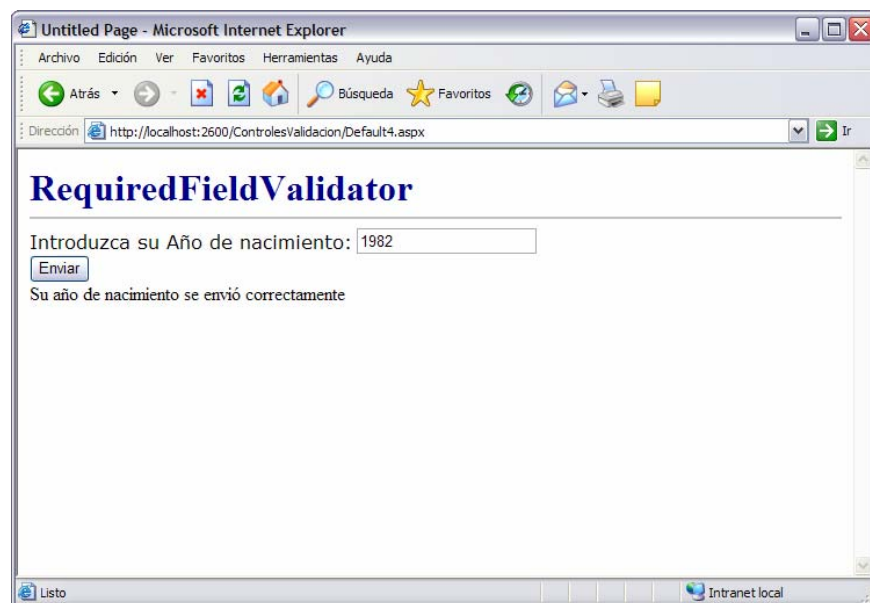 Untitled Page - Microsoft Internet Explorer
Archivo Edición Ver Favoritos Herramientas Ayuda
Atrás Búsqueda Favoritos
Dirección http://localhost:2600/ControlesValidacion/Default4.aspx Ir
RequiredFieldValidator
Introduzca su Año de nacimiento: 1982
Enviar
Su año de nacimiento se envió correctamente
Listo Intranet local